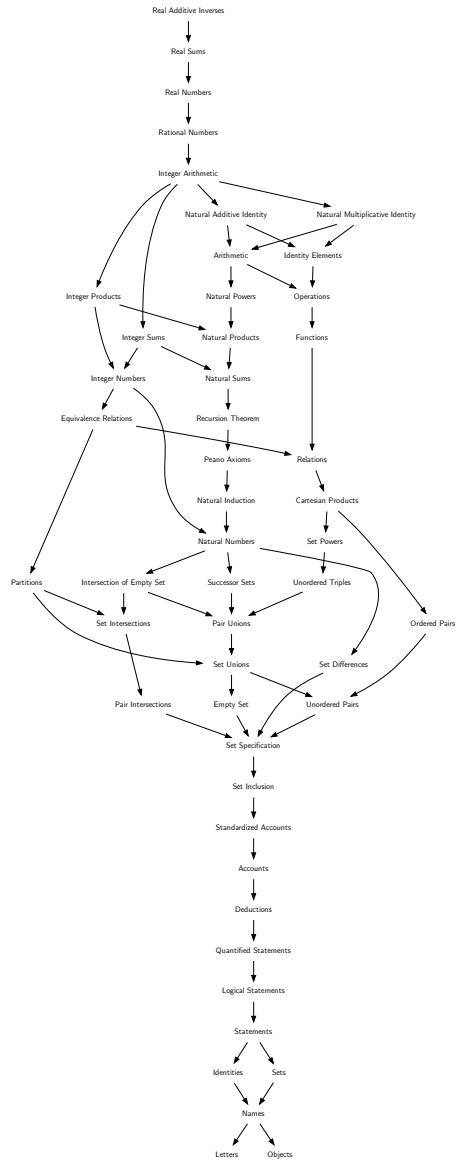 Real Additive Inverses
Real Sums
Real Numbers
Rational Numbers
Integer Arithmetic
Natural Additive Identity
Natural Multiplicative Identity
Arithmetic
Identity Elements
Integer Products
Natural Powers
Operations
Integer Sums
Natural Products
Functions
Integer Numbers
Natural Sums
Equivalence Relations
Recursion Theorem
Peano Axioms
Relations
Natural Induction
Cartesian Products
Natural Numbers
Set Powers
Partitions
Intersection of Empty Set
Successor Sets
Unordered Triples
Set Intersections
Pair Unions
Ordered Pairs
Set Unions
Set Differences
Pair Intersections
Empty Set
Unordered Pairs
Set Specification
Set Inclusion
Standardized Accounts
Accounts
Deductions
Quantified Statements
Logical Statements
Statements
Identities
Sets
Names
Letters
Objects